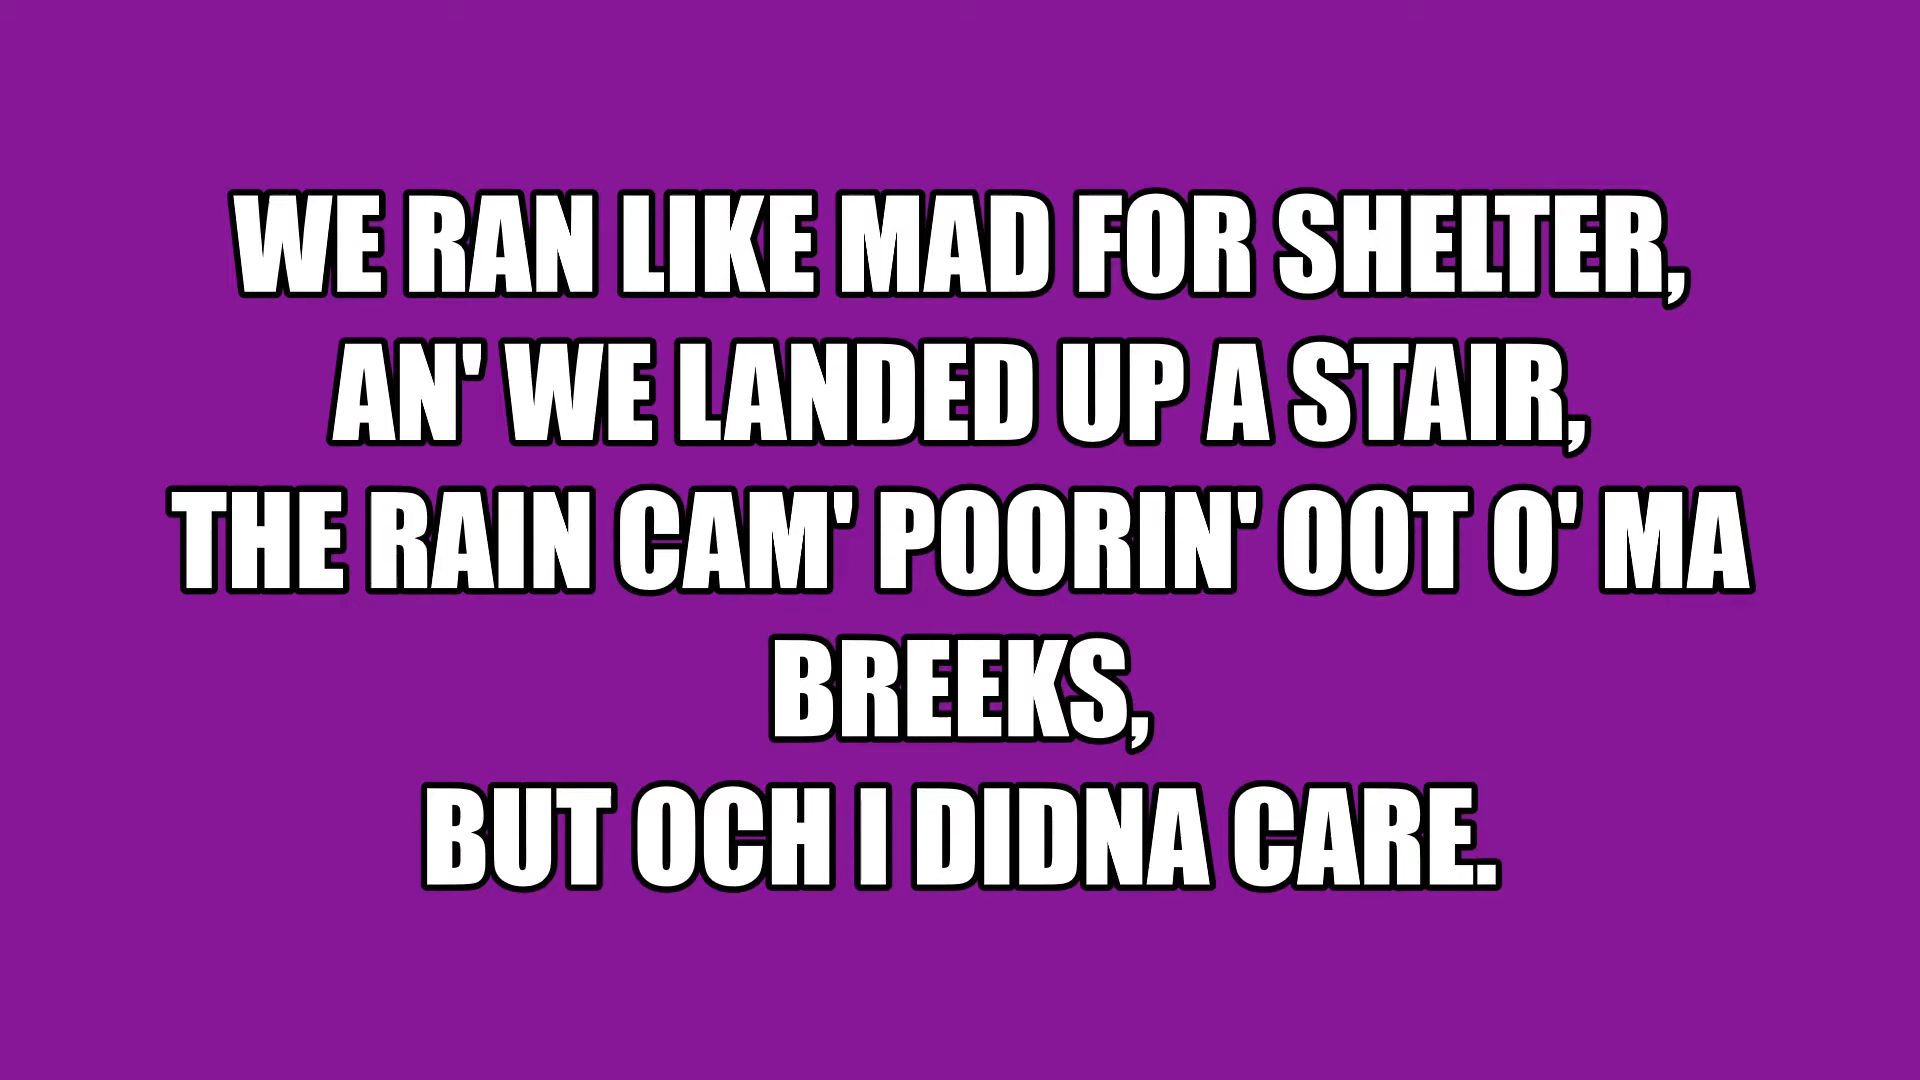 WE RAN LIKE MAD FOR SHELTER,
AN' WE LANDED UP A STAIR,
THE RAIN CAM' POORIN' OOT O' MA
BREEKS,
BUT OCH I DIDNA CARE.